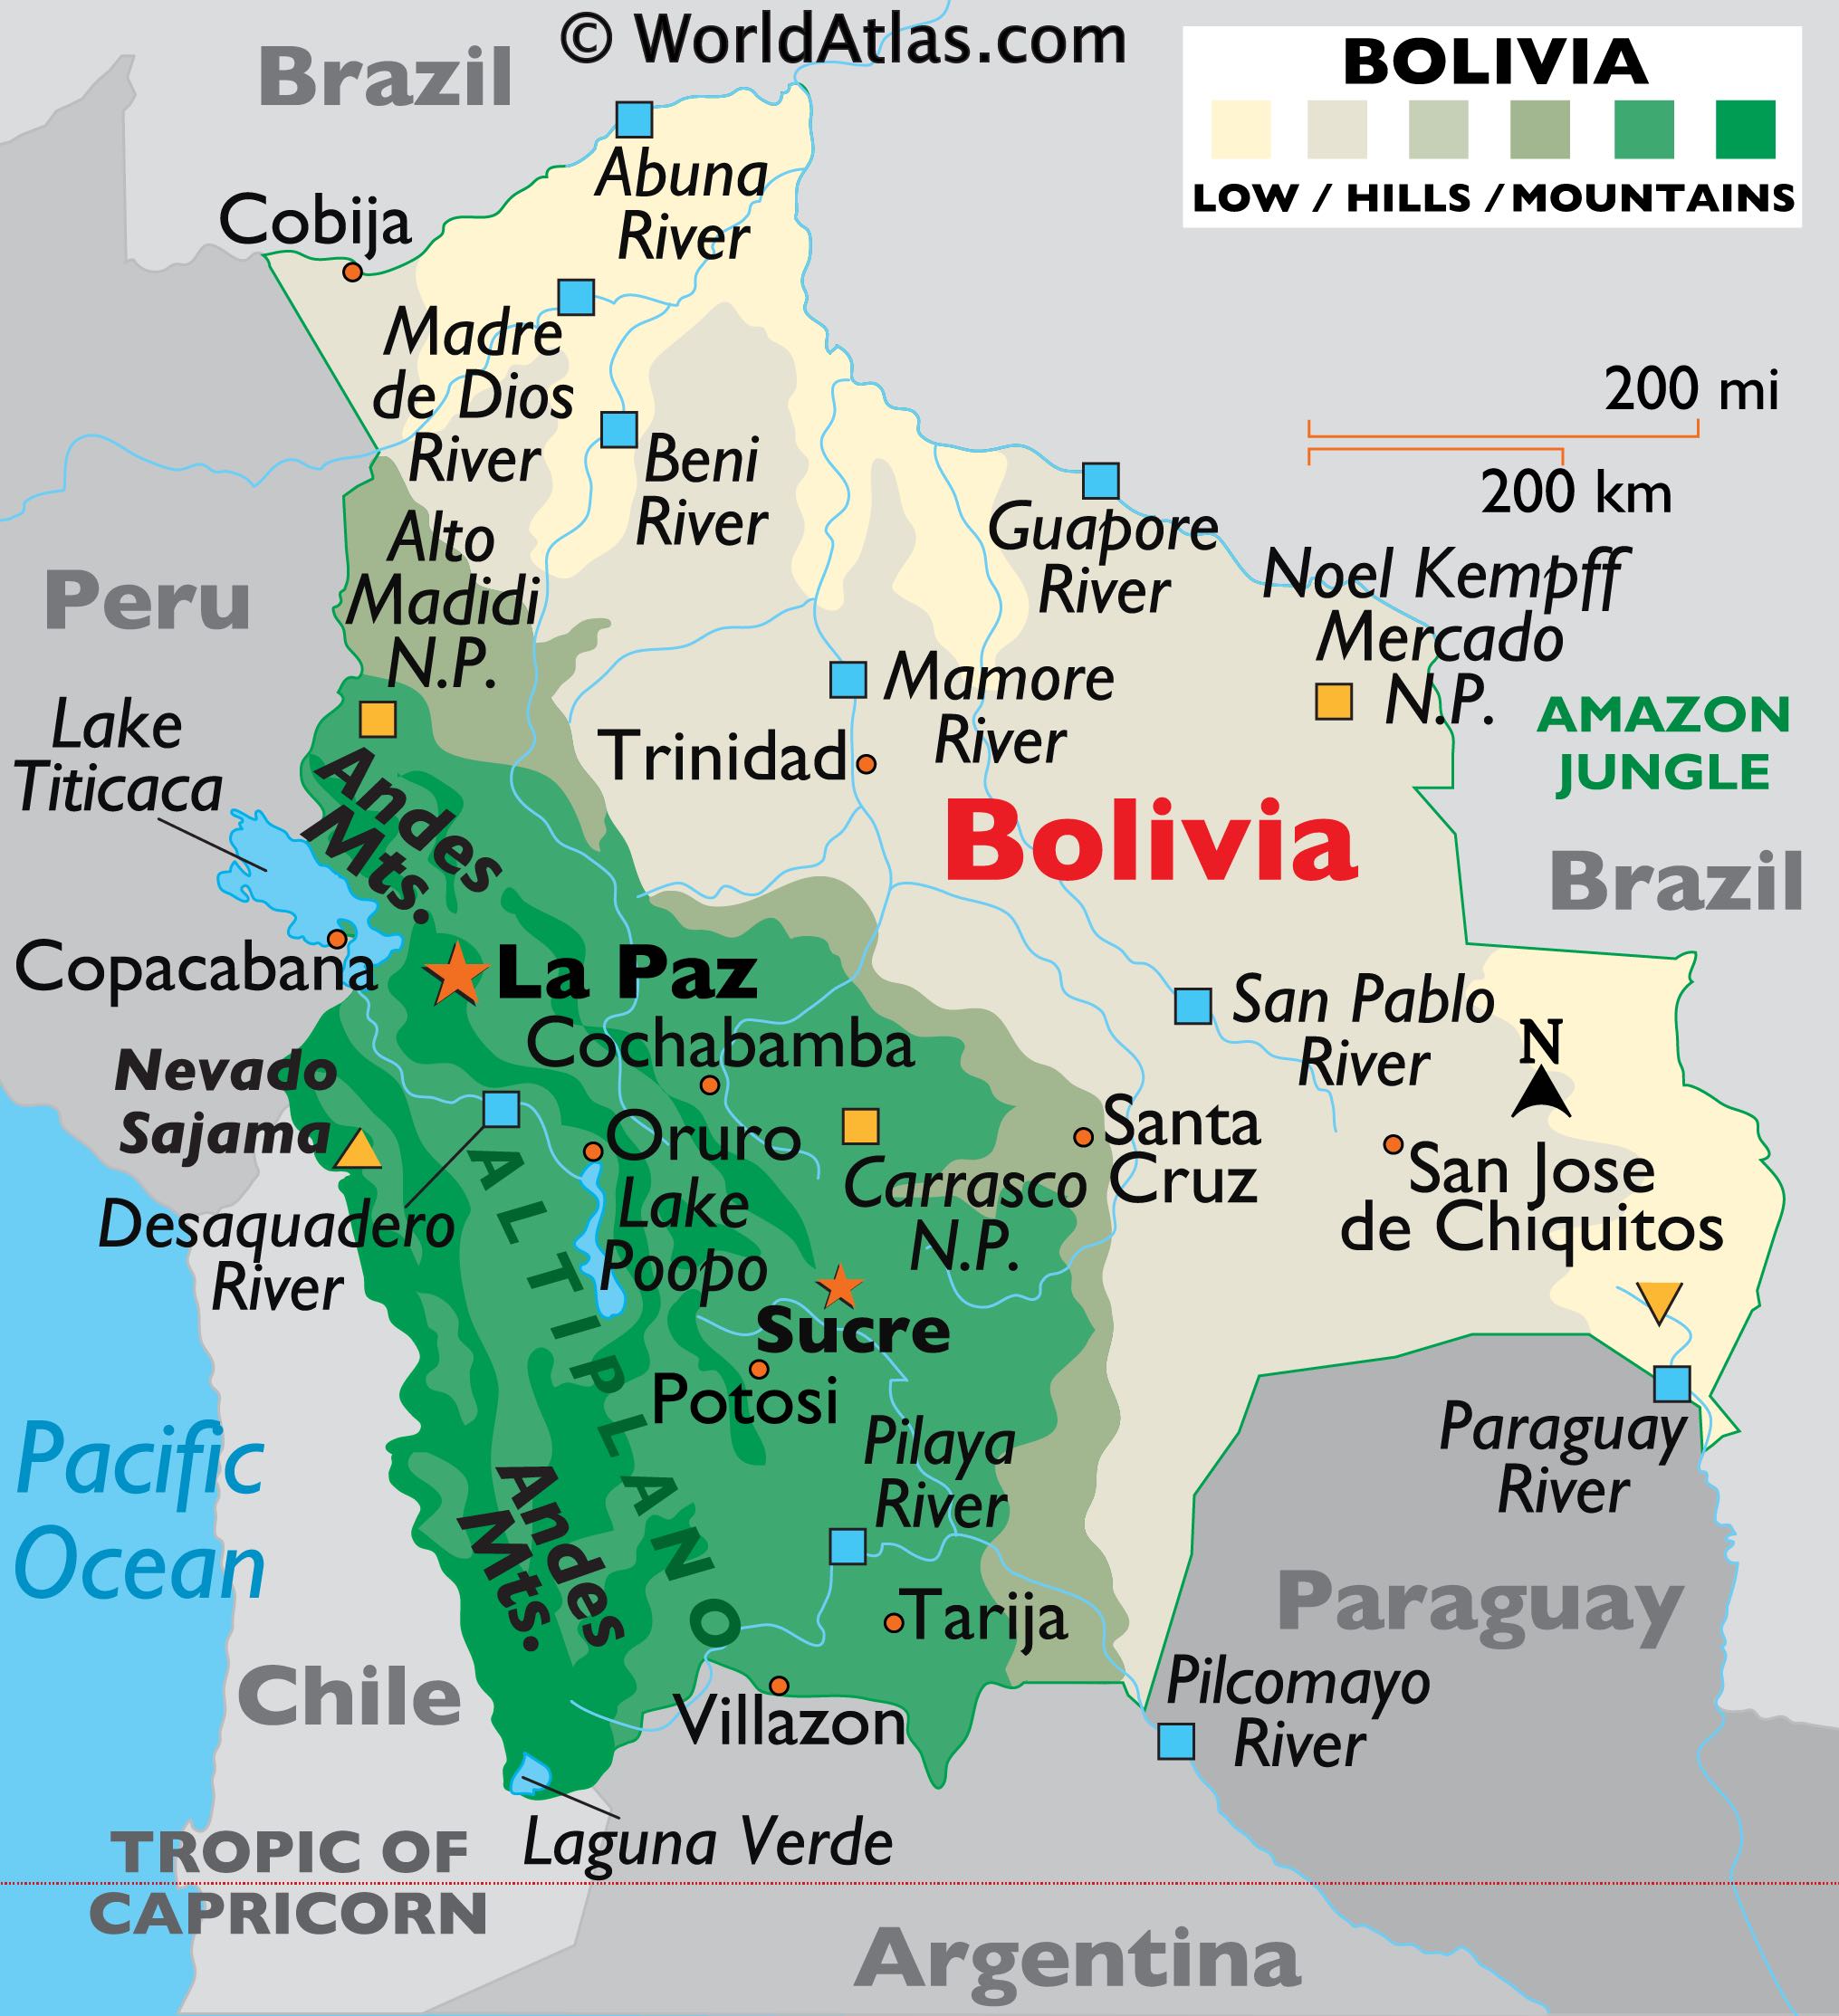 © WorldAtlas.com
BOLIVIA
LOW / HILLS / MOUNTAINS
Brazil
Abuna
River
Cobija
Madre
de Dios
River
200 mi
200 km
Beni
River
Guapore
River
Alto
Madidi
N.P.
Noel Kempff
Mercado
N.P.
Peru
Lake
Titicaca
Mamore
River
Trinidad
AMAZON
JUNGLE
Andes
Mts.
Bolivia
Brazil
Copacabana
La Paz
Cochabamba
San Pablo
River
N
Nevado
Sajama
Oruro
Santa
Cruz
San Jose
de Chiquitos
Desaquadero
River
ALTIPLANO
Lake
Poopo
Carrasco
N.P.
Sucre
Potosi
Pilaya
River
Paraguay
River
Pacific
Ocean
Andes
Mts.
Tarija
Paraguay
Chile
Villazon
Pilcomayo
River
Laguna Verde
TROPIC OF
CAPRICORN
Argentina